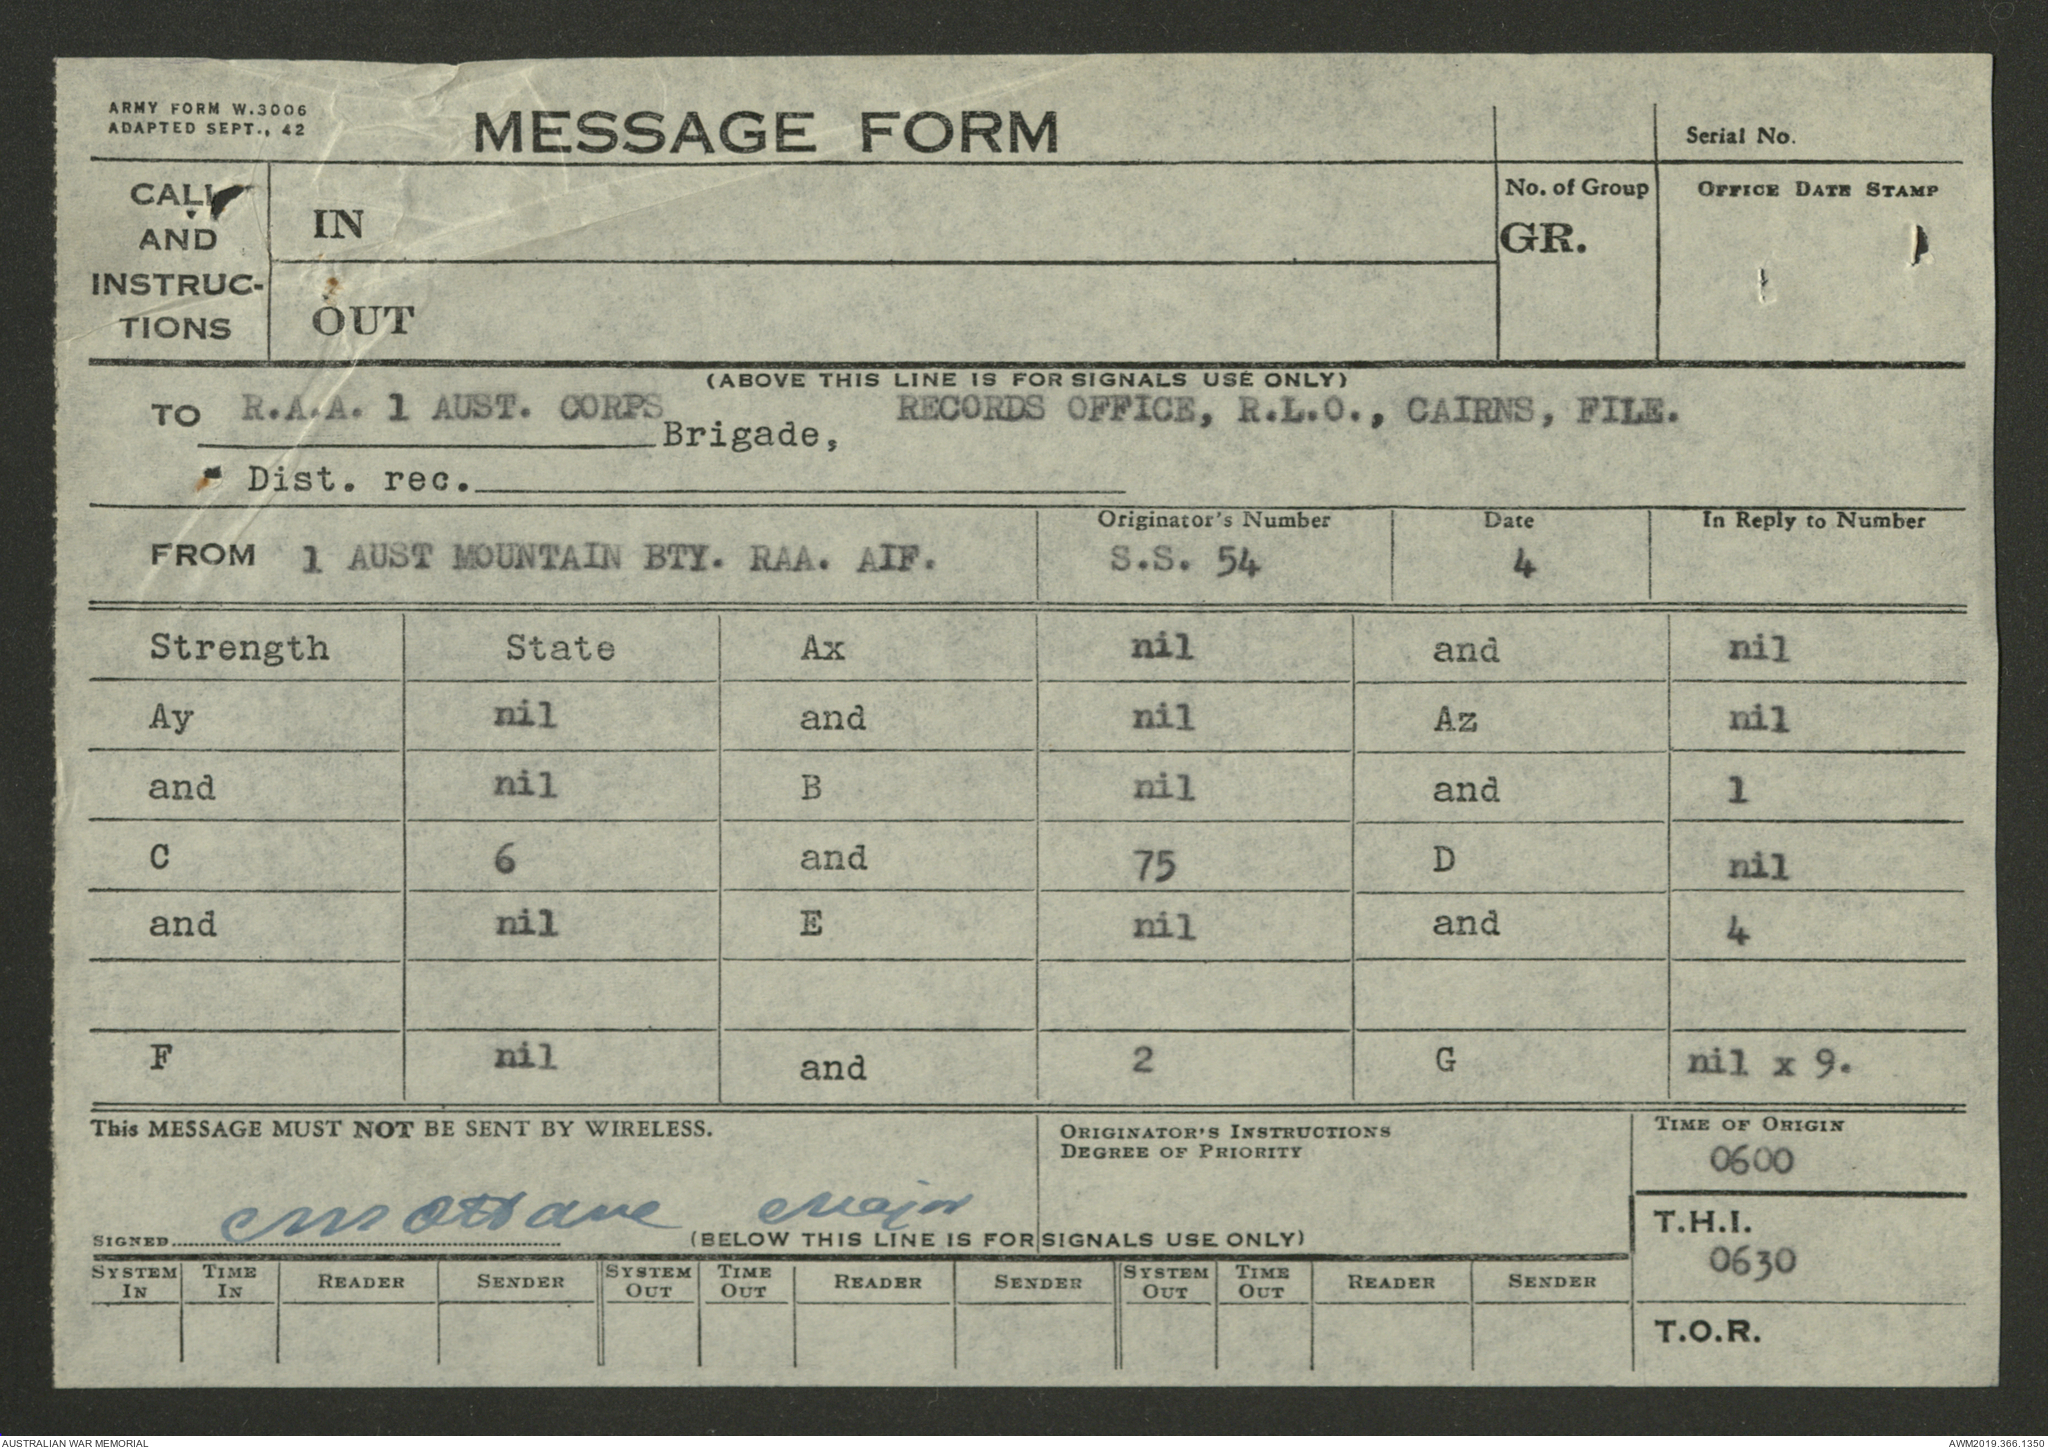 ARMY FORM W.3006
ADAPTED SEPT., 42
MESSAGE FORM
Serial No.
CALL
AND
INSTRUC-
TIONS
IN
OUT
No. of Group
GR.
OFFICE DATE STAMP
(ABOVE THIS LINE IS FOR SIGNALS USE ONLY)
TO R.A.A. 1 AUST. CORPS Brigade, RECORDS OFFICE, R.L.O., CAIRNS, FILE.
Dist. rec.
FROM 1 AUST MOUNTAIN BTY. RAA. AIF.
Originator's Number
S.S. 54
Date
4
In Reply to Number
Strength State Ax nil and nil
Ay nil and nil Az nil
and nil B nil and 1
C 6 and 75 D nil
and nil E nil and 4
F nil and 2 G nil x 9.
This MESSAGE MUST NOT BE SENT BY WIRELESS.
ORIGINATOR'S INSTRUCTIONS
DEGREE OF PRIORITY
TIME OF ORIGIN
0600
SIGNED Major
(BELOW THIS LINE IS FOR SIGNALS USE ONLY)
T.H.I.
0630
SYSTEM IN TIME IN READER SENDER SYSTEM OUT TIME OUT READER SENDER SYSTEM OUT TIME OUT READER SENDER
T.O.R.
AUSTRALIAN WAR MEMORIAL
AWM2019.366.1350